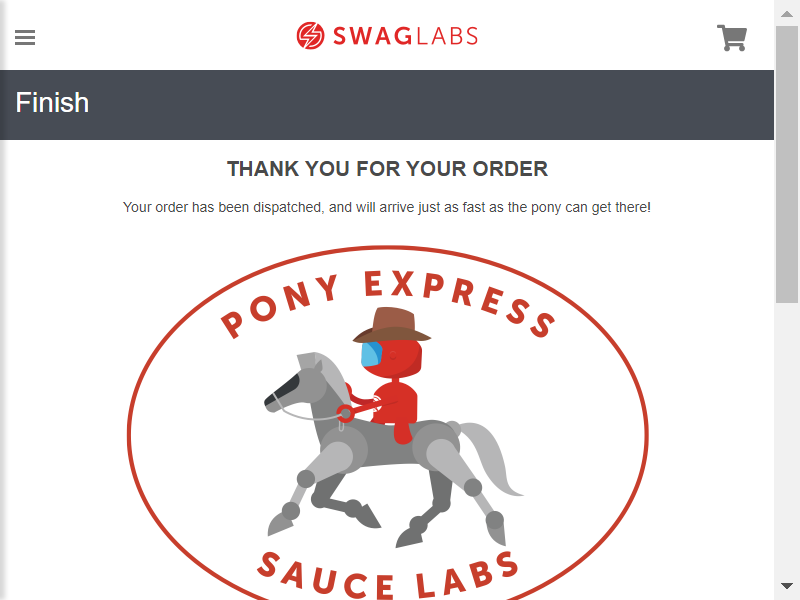 SWAGLABS
Finish
THANK YOU FOR YOUR ORDER
Your order has been dispatched, and will arrive just as fast as the pony can get there!
PONY EXPRESS
SAUCE LABS